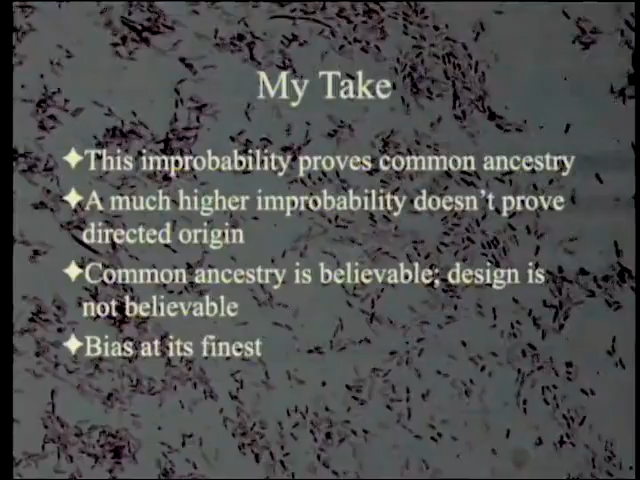 My Take
✦This improbability proves common ancestry
✦A much higher improbability doesn't prove
directed origin
✦Common ancestry is believable; design is
not believable
✦Bias at its finest